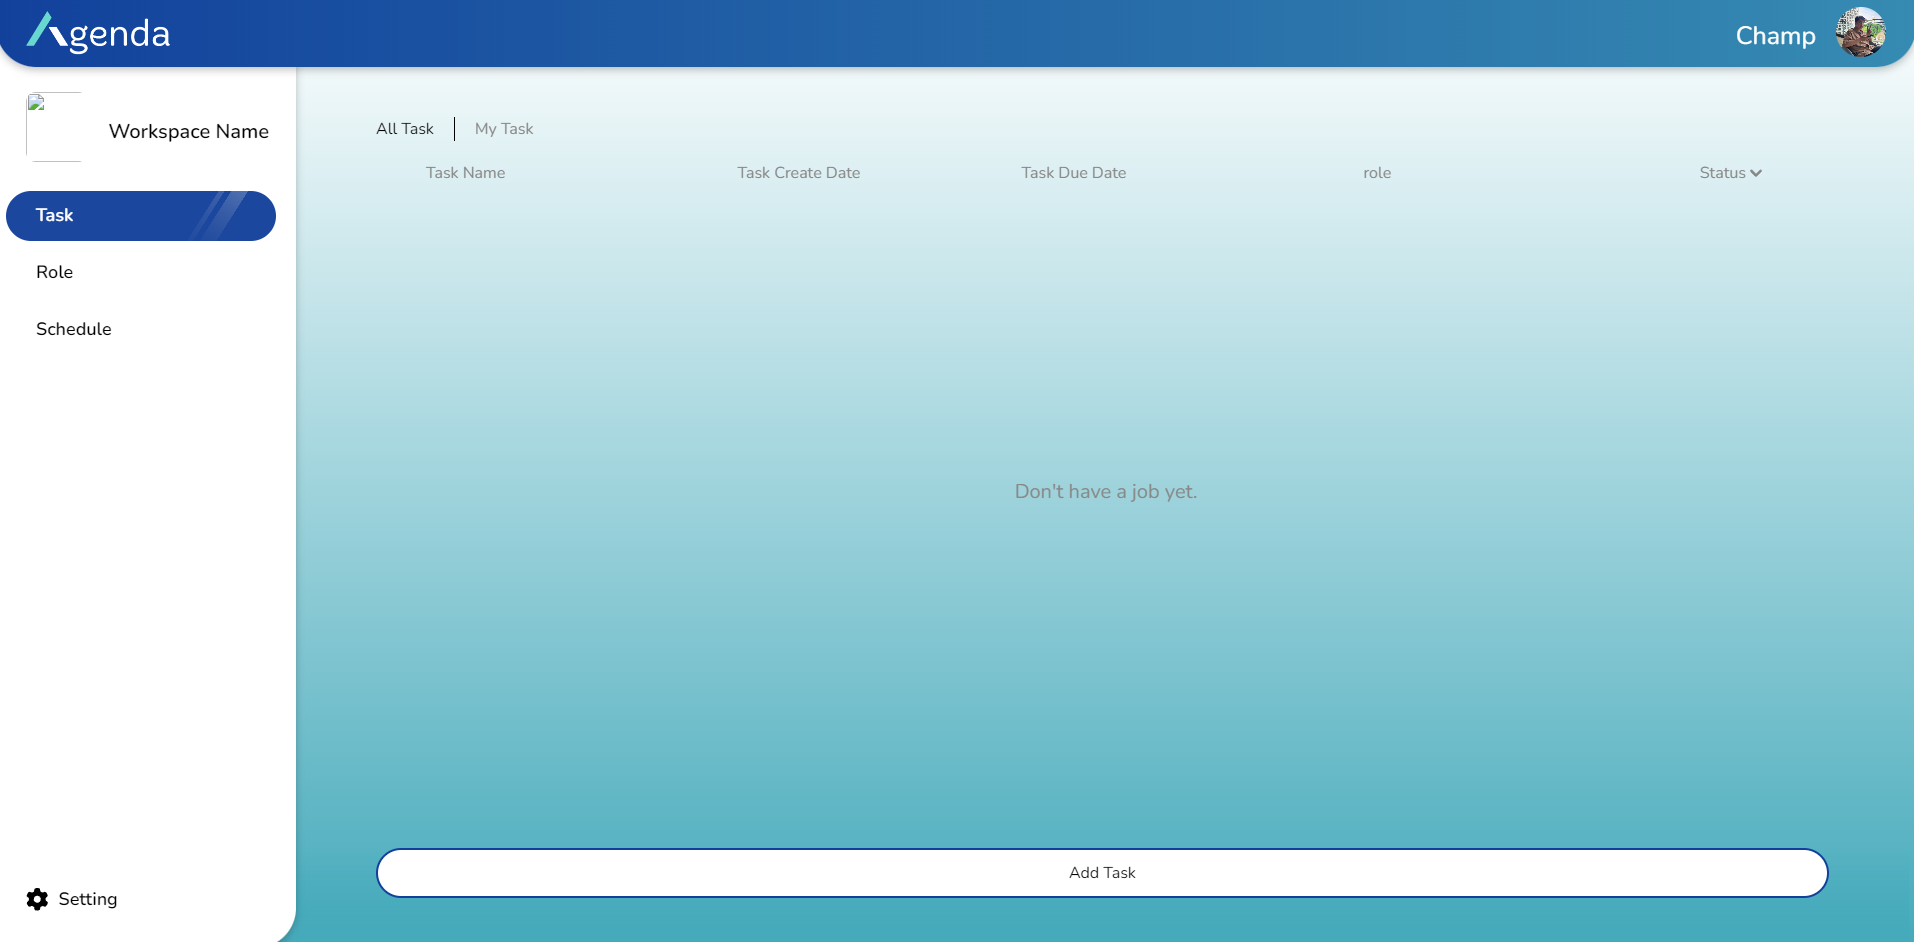 Agenda
Champ
Workspace Name
Task
Role
Schedule
Setting
All Task My Task
Task Name Task Create Date Task Due Date role Status
Don't have a job yet.
Add Task